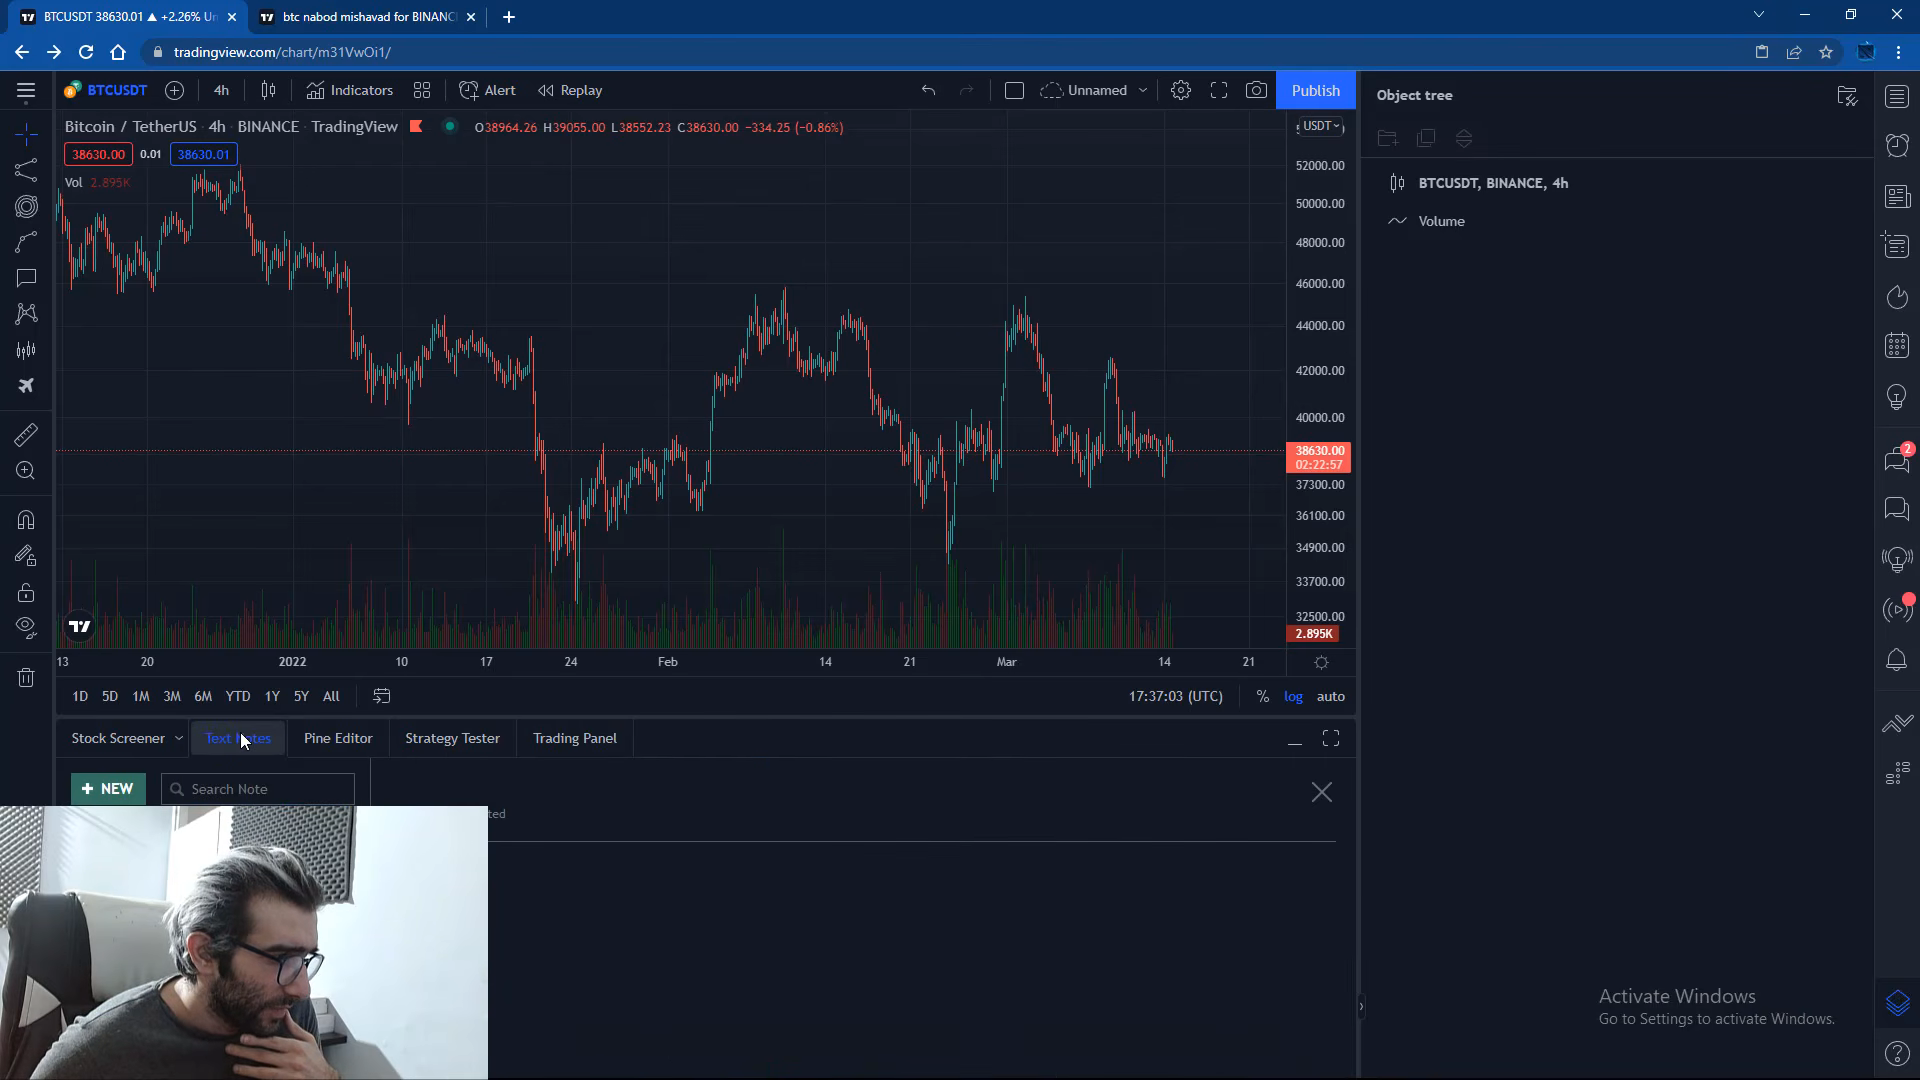 BTCUSDT 38630.01 ▲ +2.26% Un
btc nabod mishavad for BINANC
tradingview.com/chart/m31VwOi1/
BTCUSDT 4h Indicators Alert Replay Unnamed Publish
Object tree
Bitcoin / TetherUS · 4h · BINANCE · TradingView O38964.26 H39055.00 L38552.23 C38630.00 −334.25 (−0.86%)
USDT
38630.00 0.01 38630.01
Vol 2.895K
BTCUSDT, BINANCE, 4h
Volume
52000.00
50000.00
48000.00
46000.00
44000.00
42000.00
40000.00
38630.00
02:22:57
37300.00
36100.00
34900.00
33700.00
32500.00
2.895K
2
13 20 2022 10 17 24 Feb 14 21 Mar 14 21
1D 5D 1M 3M 6M YTD 1Y 5Y All 17:37:03 (UTC) % log auto
Stock Screener Text Notes Pine Editor Strategy Tester Trading Panel
+ NEW Search Note
ted
Activate Windows
Go to Settings to activate Windows.